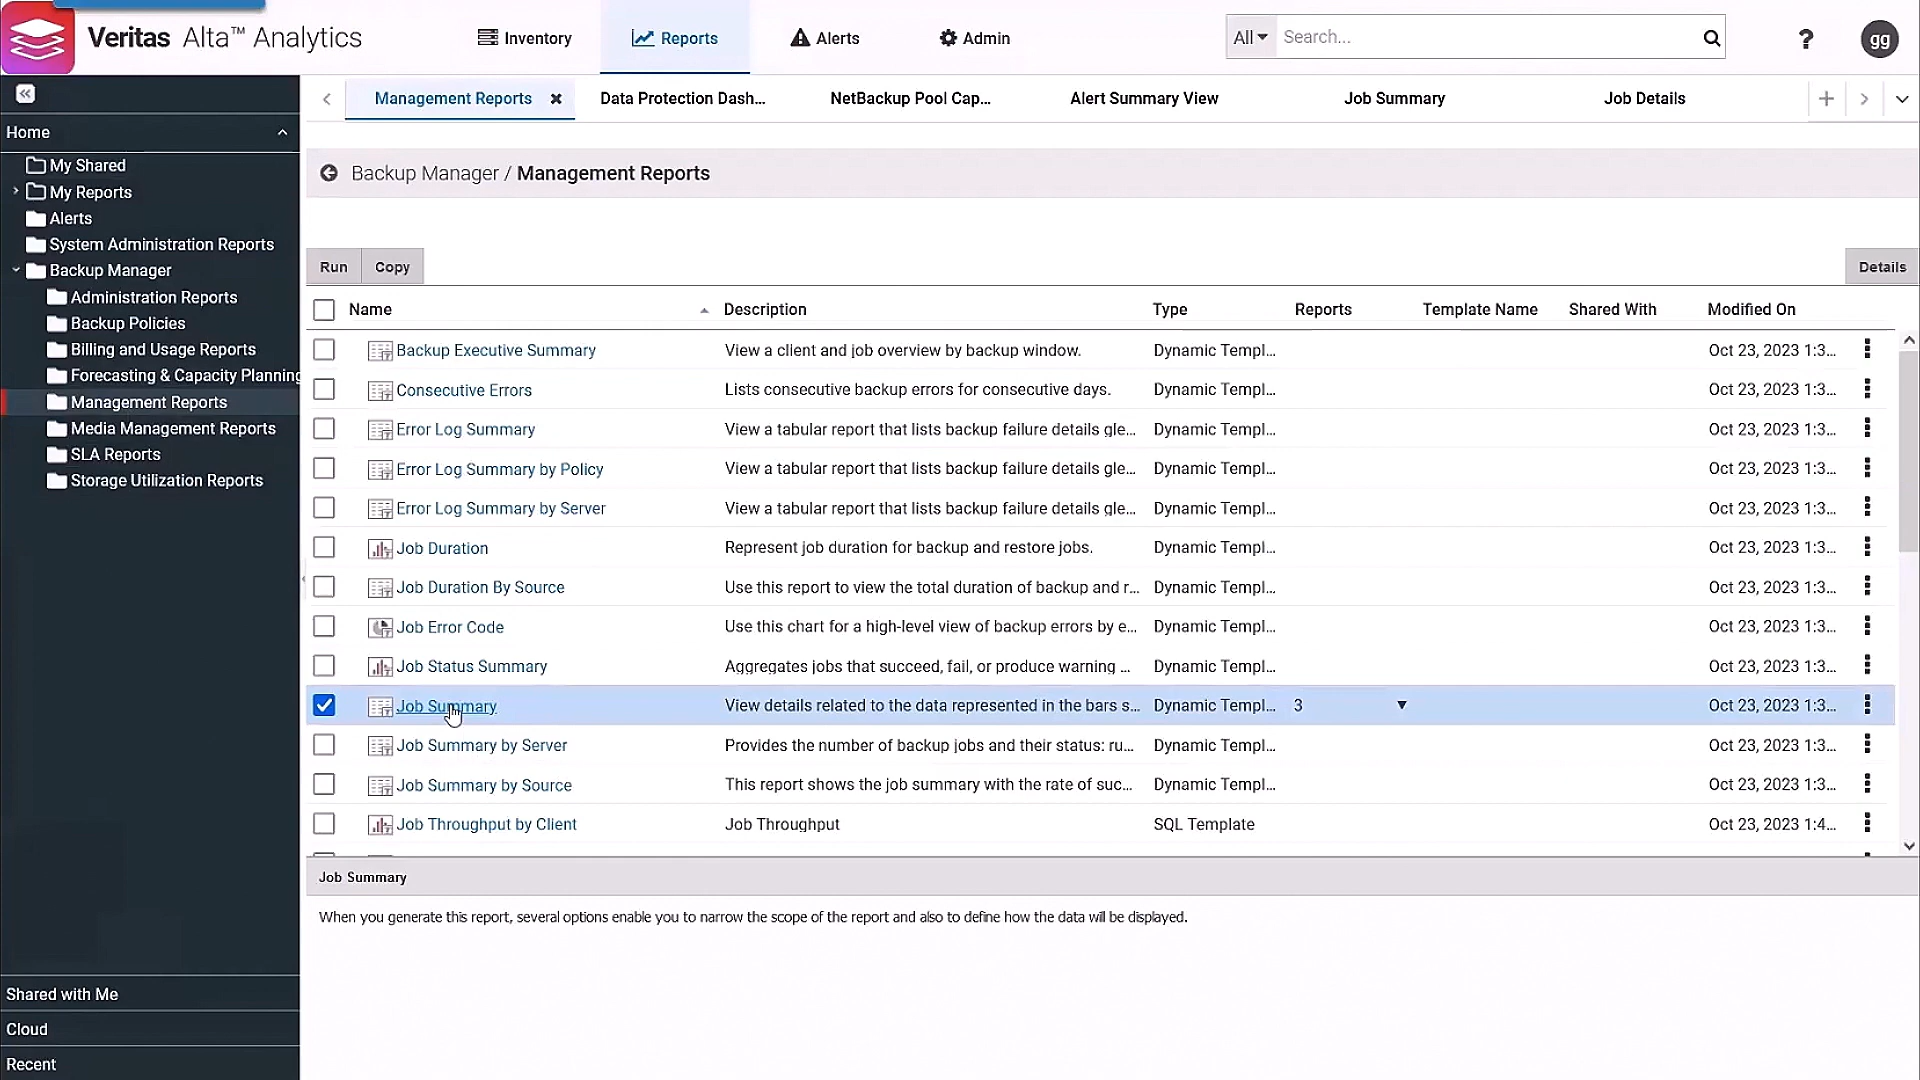 Veritas Alta™ Analytics
Inventory
Reports
Alerts
Admin
All
Search...
?
gg
Management Reports
Data Protection Dash...
NetBackup Pool Cap...
Alert Summary View
Job Summary
Job Details
Home
My Shared
My Reports
Alerts
System Administration Reports
Backup Manager
Administration Reports
Backup Policies
Billing and Usage Reports
Forecasting & Capacity Planning
Management Reports
Media Management Reports
SLA Reports
Storage Utilization Reports
Shared with Me
Cloud
Recent
Backup Manager / Management Reports
Run Copy Details
Name Description Type Reports Template Name Shared With Modified On
Backup Executive Summary View a client and job overview by backup window. Dynamic Templ... Oct 23, 2023 1:3...
Consecutive Errors Lists consecutive backup errors for consecutive days. Dynamic Templ... Oct 23, 2023 1:3...
Error Log Summary View a tabular report that lists backup failure details gle... Dynamic Templ... Oct 23, 2023 1:3...
Error Log Summary by Policy View a tabular report that lists backup failure details gle... Dynamic Templ... Oct 23, 2023 1:3...
Error Log Summary by Server View a tabular report that lists backup failure details gle... Dynamic Templ... Oct 23, 2023 1:3...
Job Duration Represent job duration for backup and restore jobs. Dynamic Templ... Oct 23, 2023 1:3...
Job Duration By Source Use this report to view the total duration of backup and r... Dynamic Templ... Oct 23, 2023 1:3...
Job Error Code Use this chart for a high-level view of backup errors by e... Dynamic Templ... Oct 23, 2023 1:3...
Job Status Summary Aggregates jobs that succeed, fail, or produce warning ... Dynamic Templ... Oct 23, 2023 1:3...
Job Summary View details related to the data represented in the bars s... Dynamic Templ... 3 Oct 23, 2023 1:3...
Job Summary by Server Provides the number of backup jobs and their status: ru... Dynamic Templ... Oct 23, 2023 1:3...
Job Summary by Source This report shows the job summary with the rate of suc... Dynamic Templ... Oct 23, 2023 1:3...
Job Throughput by Client Job Throughput SQL Template Oct 23, 2023 1:4...
Job Summary
When you generate this report, several options enable you to narrow the scope of the report and also to define how the data will be displayed.